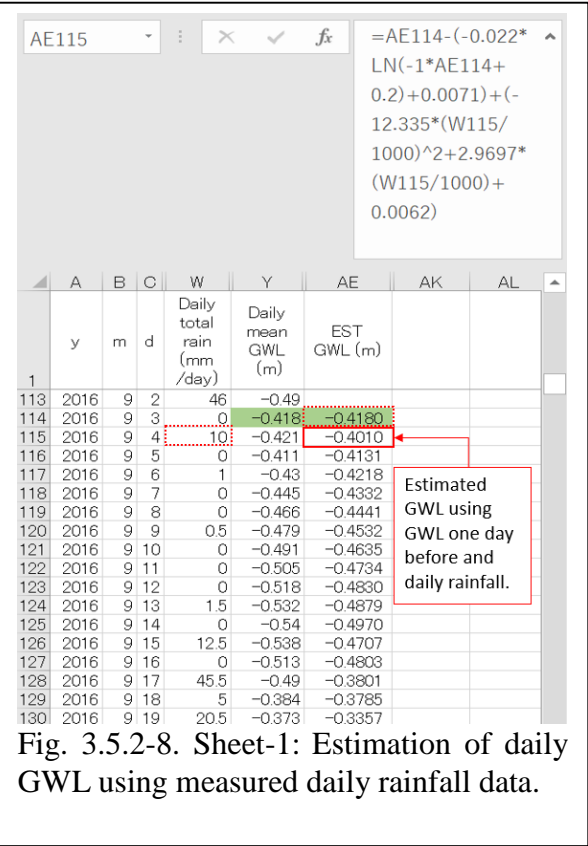 AE115 fx =AE114-(-0.022*
LN(-1*AE114+
0.2)+0.0071)+(-
12.335*(W115/
1000)^2+2.9697*
(W115/1000)+
0.0062)
A B C W Y AE AK AL
1 y m d Daily total rain (mm /day) Daily mean GWL (m) EST GWL (m)
113 2016 9 2 46 -0.49
114 2016 9 3 0 -0.418 -0.4180
115 2016 9 4 10 -0.421 -0.4010
116 2016 9 5 0 -0.411 -0.4131
117 2016 9 6 1 -0.43 -0.4218
118 2016 9 7 0 -0.445 -0.4332
119 2016 9 8 0 -0.466 -0.4441
120 2016 9 9 0.5 -0.479 -0.4532
121 2016 9 10 0 -0.491 -0.4635
122 2016 9 11 0 -0.505 -0.4734
123 2016 9 12 0 -0.518 -0.4830
124 2016 9 13 1.5 -0.532 -0.4879
125 2016 9 14 0 -0.54 -0.4970
126 2016 9 15 12.5 -0.538 -0.4707
127 2016 9 16 0 -0.513 -0.4803
128 2016 9 17 45.5 -0.49 -0.3801
129 2016 9 18 5 -0.384 -0.3785
130 2016 9 19 20.5 -0.373 -0.3357
Estimated
GWL using
GWL one day
before and
daily rainfall.
Fig. 3.5.2-8. Sheet-1: Estimation of daily
GWL using measured daily rainfall data.